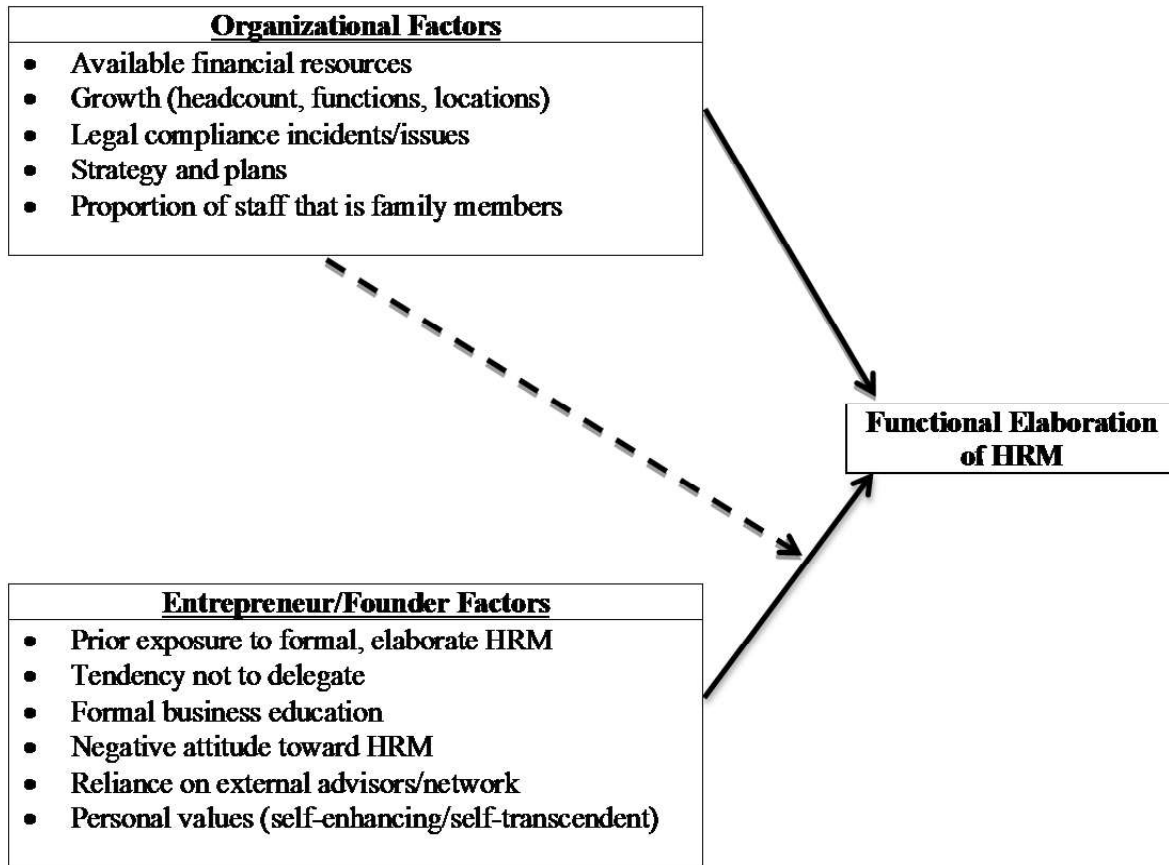 Organizational Factors
• Available financial resources
• Growth (headcount, functions, locations)
• Legal compliance incidents/issues
• Strategy and plans
• Proportion of staff that is family members
Functional Elaboration
of HRM
Entrepreneur/Founder Factors
• Prior exposure to formal, elaborate HRM
• Tendency not to delegate
• Formal business education
• Negative attitude toward HRM
• Reliance on external advisors/network
• Personal values (self-enhancing/self-transcendent)